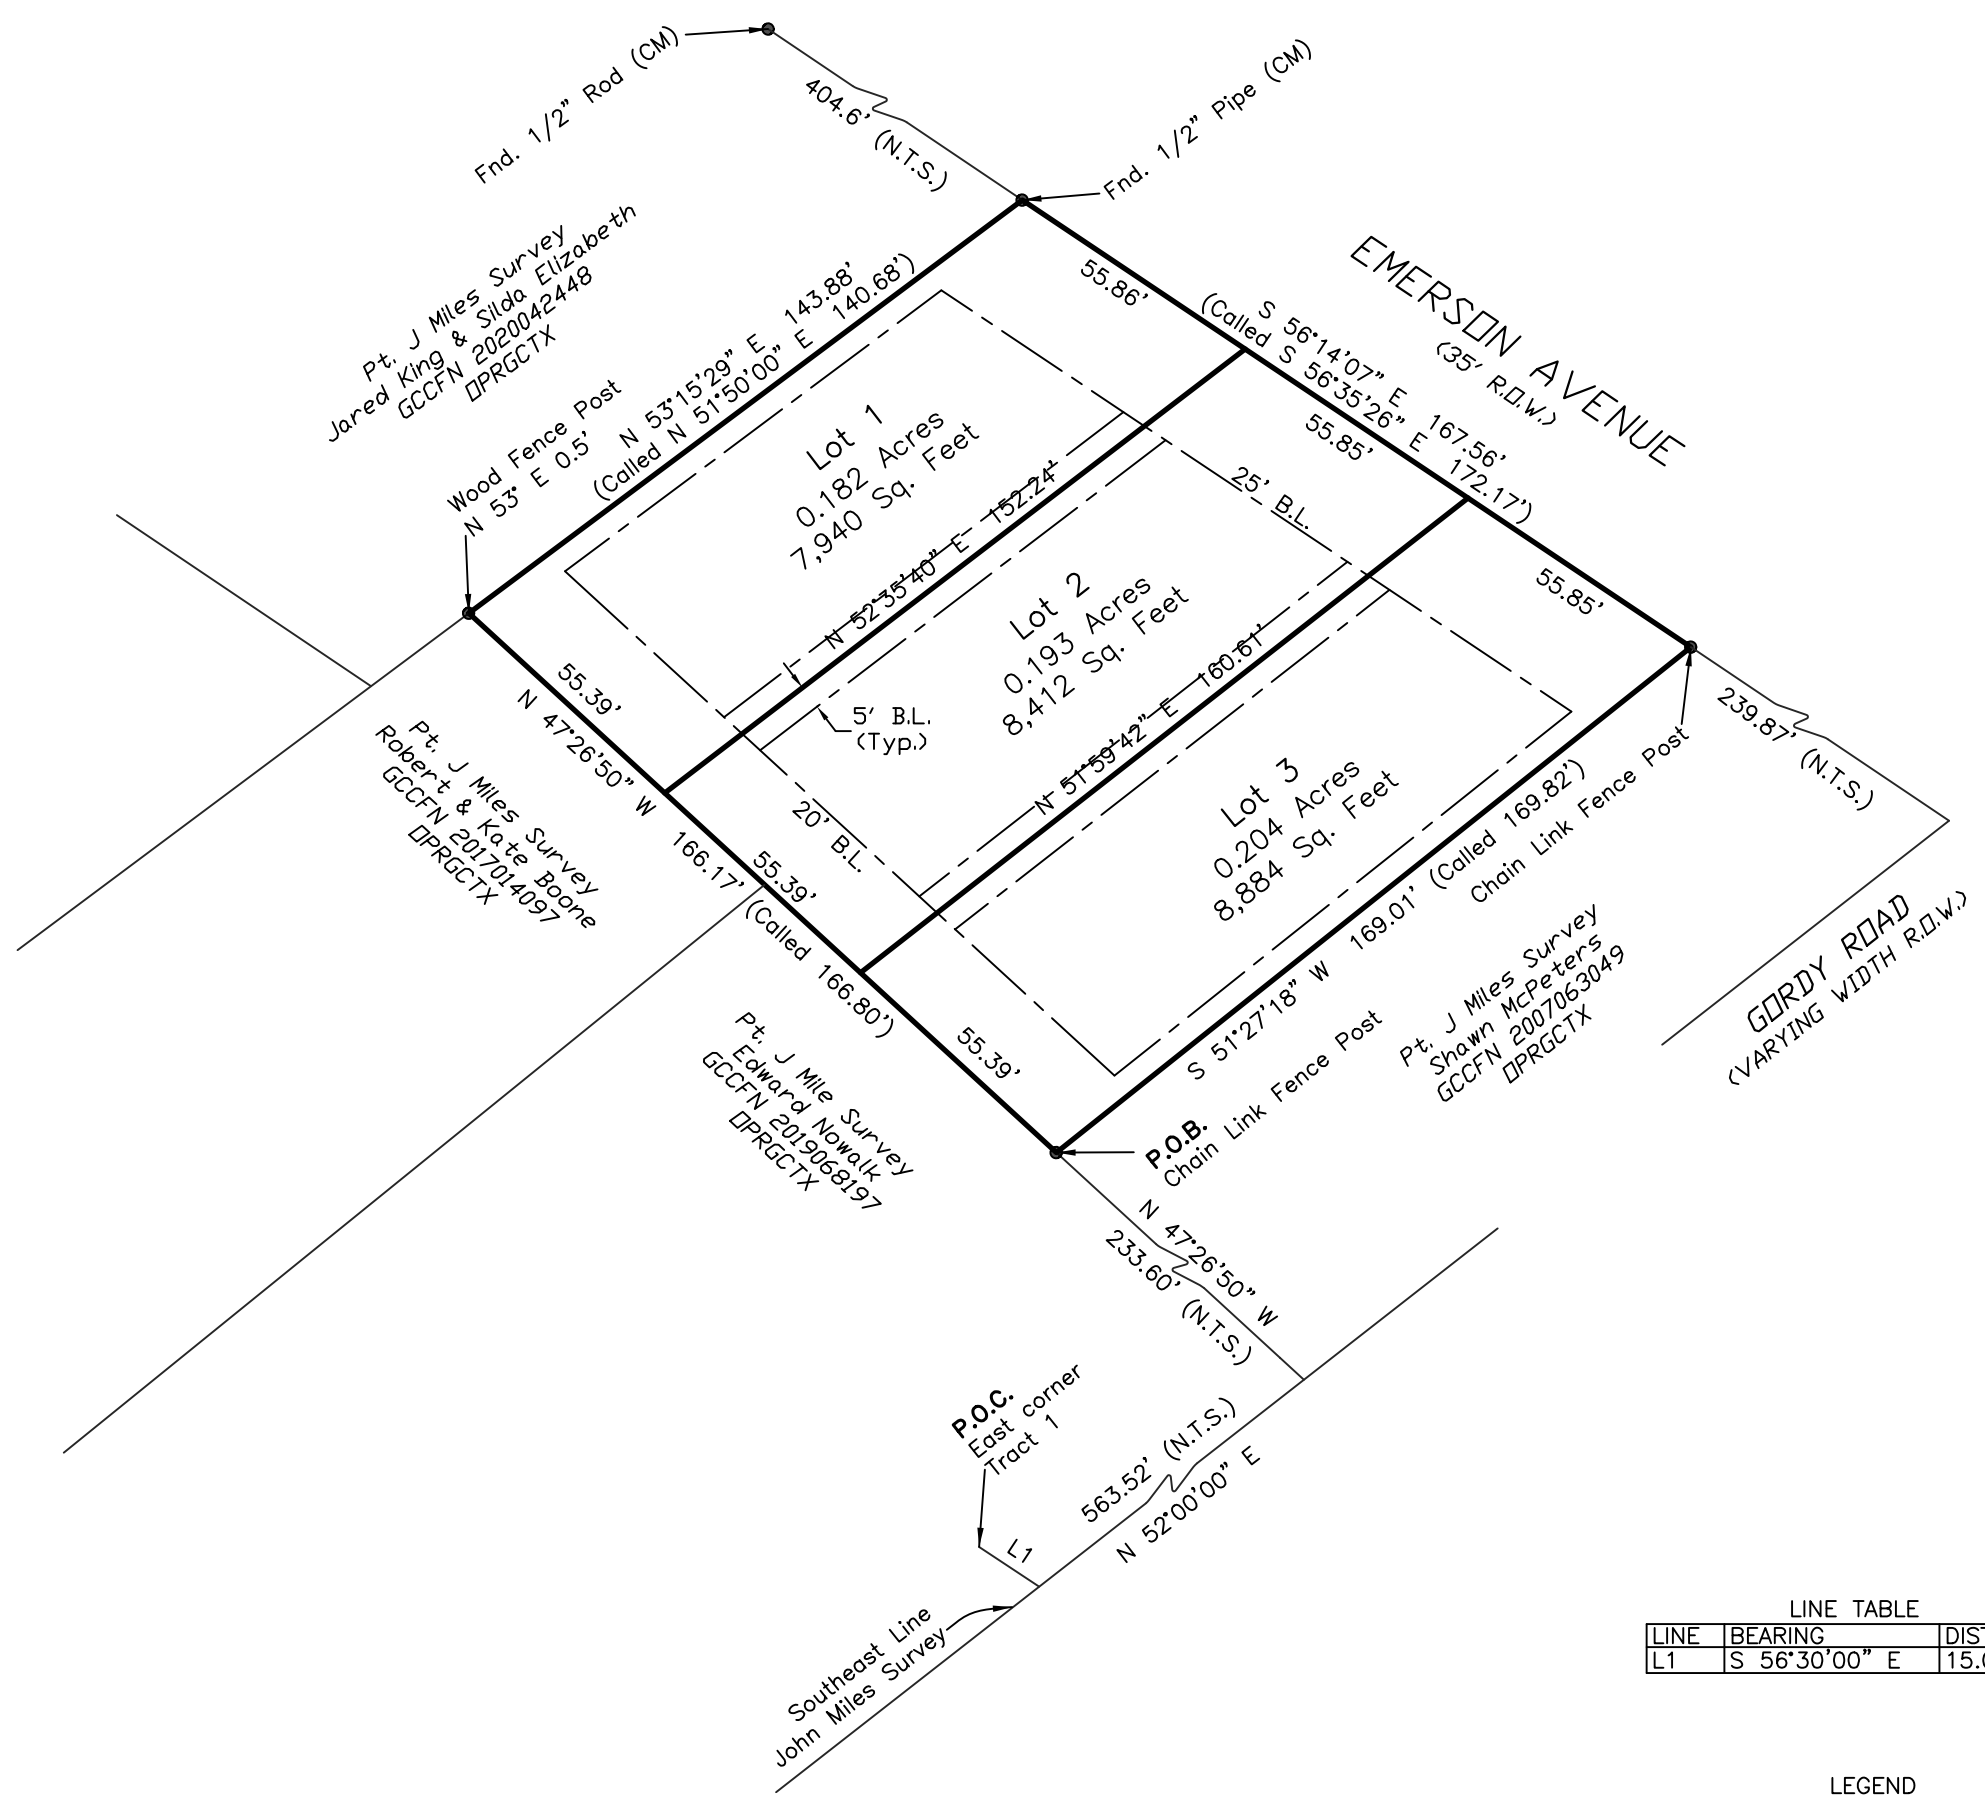 Fnd. 1/2" Rod (CM)
404.6' (N.T.S.)
Fnd. 1/2" Pipe (CM)
EMERSON AVENUE
(35' R.O.W.)
Pt. J Miles Survey
Jared King & Silda Elizabeth
GCCFN 2020042448
OPRGCTX
Wood Fence Post
N 53° E 0.5'
N 53°15'29" E 143.88'
(Called N 51°50'00" E 140.68')
55.86'
S 56°14'07" E 167.56'
(Called S 56°35'26" E 172.17')
55.85'
55.85'
25' B.L.
Lot 1
0.182 Acres
7,940 Sq. Feet
N 52°35'40" E 152.24'
Lot 2
0.193 Acres
8,412 Sq. Feet
N 51°59'42" E 160.61'
Lot 3
0.204 Acres
8,884 Sq. Feet
5' B.L.
(Typ.)
20' B.L.
55.39'
N 47°26'50" W 166.17' (Called 166.80')
55.39'
55.39'
Pt. J Miles Survey
Robert & Kate Boone
GCCFN 2017014097
OPRGCTX
Pt. J Mile Survey
Edward Nowalk
GCCFN 2019068197
OPRGCTX
S 51°27'18" W 169.01' (Called 169.82')
Chain Link Fence Post
239.87' (N.T.S.)
GORDY ROAD
(VARYING WIDTH R.O.W.)
Pt. J Miles Survey
Shawn McPeters
GCCFN 2007063049
OPRGCTX
P.O.B.
Chain Link Fence Post
N 47°26'50" W
233.60' (N.T.S.)
P.O.C.
East corner
Tract 1
L1
563.52' (N.T.S.)
N 52°00'00" E
Southeast Line
John Miles Survey
LINE TABLE
LINE BEARING
L1 S 56°30'00" E
LEGEND